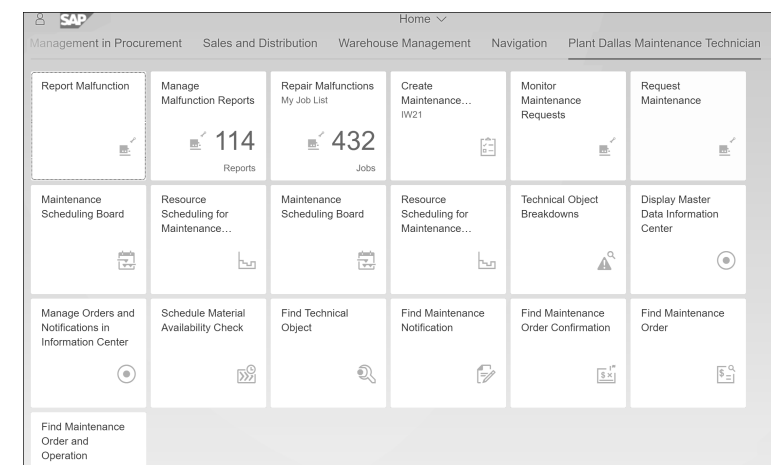 SAP
Home
Management in Procurement Sales and Distribution Warehouse Management Navigation Plant Dallas Maintenance Technician
Report Malfunction
Manage
Malfunction Reports
114
Reports
Repair Malfunctions
My Job List
432
Jobs
Create
Maintenance...
IW21
Monitor
Maintenance
Requests
Request
Maintenance
Maintenance
Scheduling Board
Resource
Scheduling for
Maintenance...
Maintenance
Scheduling Board
Resource
Scheduling for
Maintenance...
Technical Object
Breakdowns
Display Master
Data Information
Center
Manage Orders and
Notifications in
Information Center
Schedule Material
Availability Check
Find Technical
Object
Find Maintenance
Notification
Find Maintenance
Order Confirmation
Find Maintenance
Order
Find Maintenance
Order and
Operation